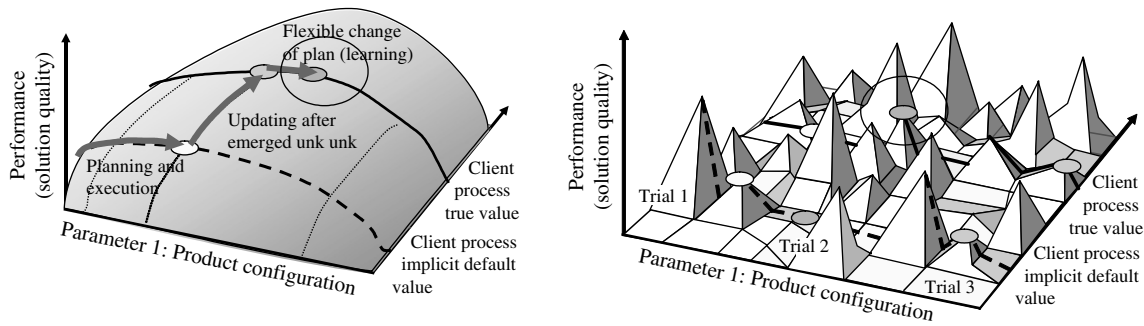 Performance
(solution quality)
Flexible change
of plan (learning)
Updating after
emerged unk unk
Planning and
execution
Client
process
true value
Client process
implicit default
value
Parameter 1: Product configuration
Performance
(solution quality)
Trial 1
Trial 2
Trial 3
Client
process
true value
Client process
implicit default
value
Parameter 1: Product configuration